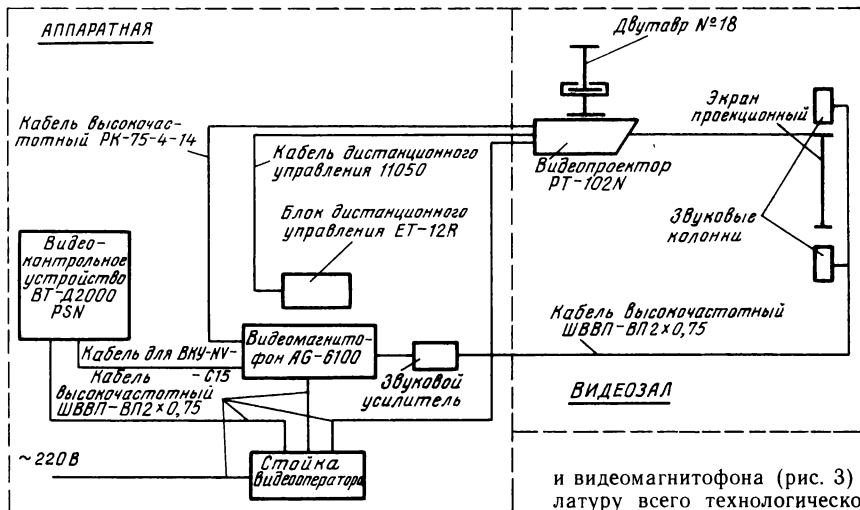 АППАРАТНАЯ
Двутавр №18
Кабель высокочас-
тотный РК-75-4-14
Экран
проекционный
Кабель дистанционного
управления 11050
Видеопроектор
РТ-102N
Блок дистанционного
управления ЕТ-12R
Звуковые
колонки
Видео-
контрольное
устройство
ВТ-Д2000
PSN
Видеомагнито-
фон AG-6100
Кабель высокочастотный
ШВВП-ВП2×0,75
Кабель для ВКУ-NV-
-С15
Кабель
высокочастотный
ШВВП-ВП2×0,75
Звуковой
усилитель
ВИДЕОЗАЛ
~220В
Стойка
видеооператора
и видеомагнитофона (рис. 3)
латуру всего технологическо